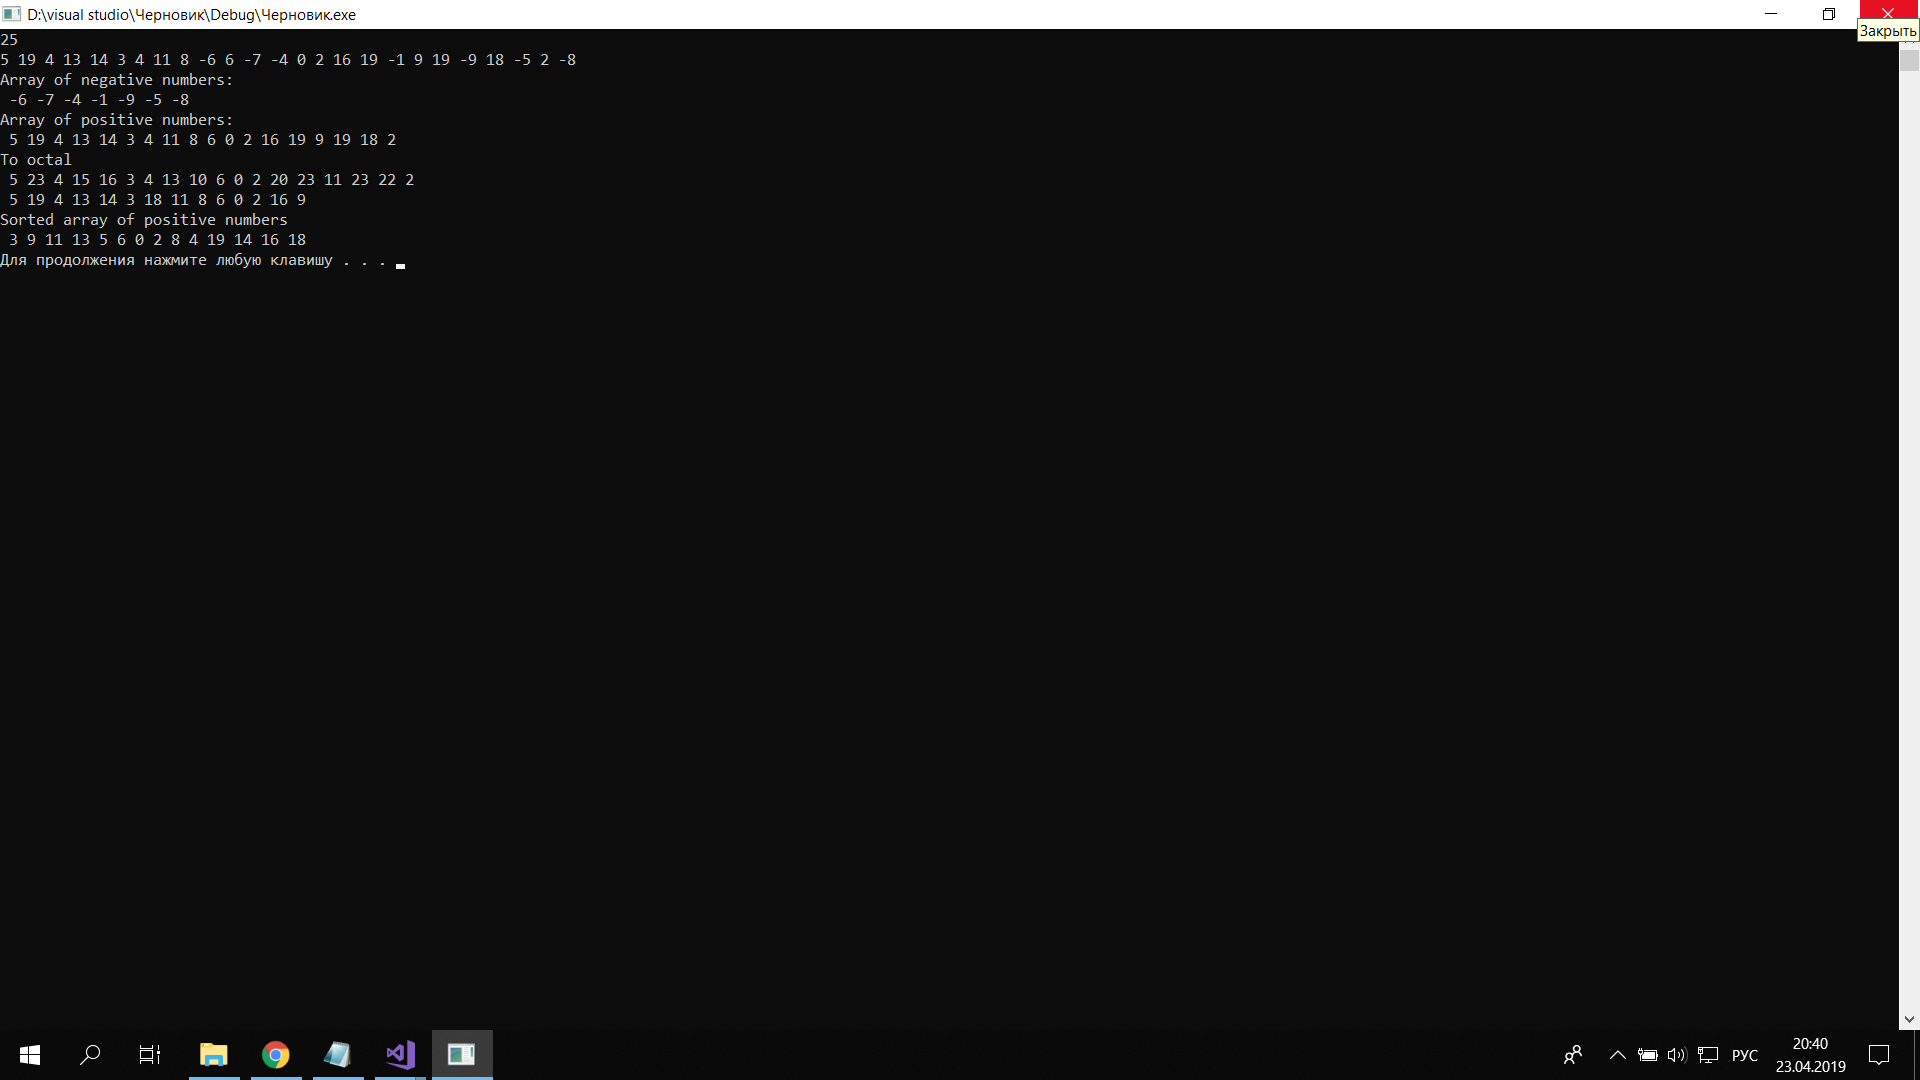 D:\visual studio\Черновик\Debug\Черновик.exe
Закрыть
25
5 19 4 13 14 3 4 11 8 -6 6 -7 -4 0 2 16 19 -1 9 19 -9 18 -5 2 -8
Array of negative numbers:
-6 -7 -4 -1 -9 -5 -8
Array of positive numbers:
5 19 4 13 14 3 4 11 8 6 0 2 16 19 9 19 18 2
To octal
5 23 4 15 16 3 4 13 10 6 0 2 20 23 11 23 22 2
5 19 4 13 14 3 18 11 8 6 0 2 16 9
Sorted array of positive numbers
3 9 11 13 5 6 0 2 8 4 19 14 16 18
Для продолжения нажмите любую клавишу . . .
РУС
20:40
23.04.2019